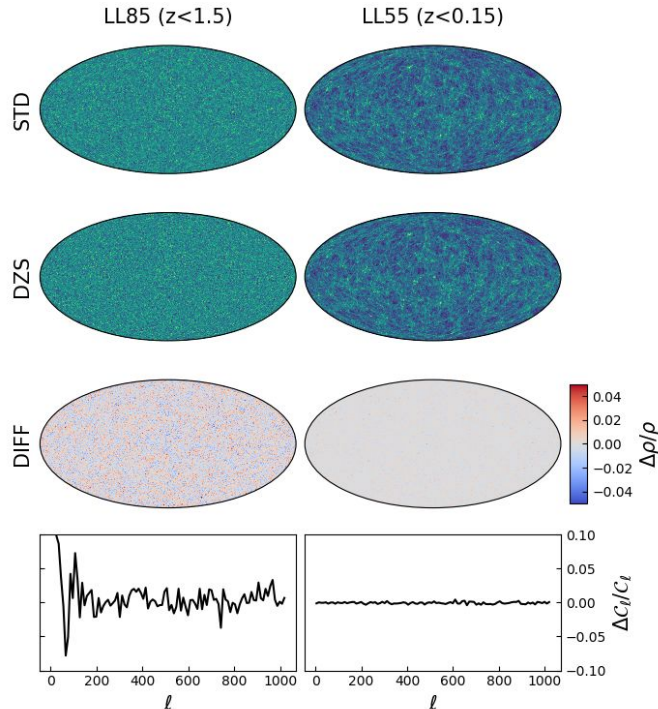 LL85 (z<1.5) LL55 (z<0.15)
STD
DZS
DIFF
0.04
0.02
0.00
−0.02
−0.04
Δρ/ρ
0.10
0.05
0.00
−0.05
−0.10
ΔCℓ/Cℓ
0 200 400 600 800 1000 0 200 400 600 800 1000
ℓ ℓ